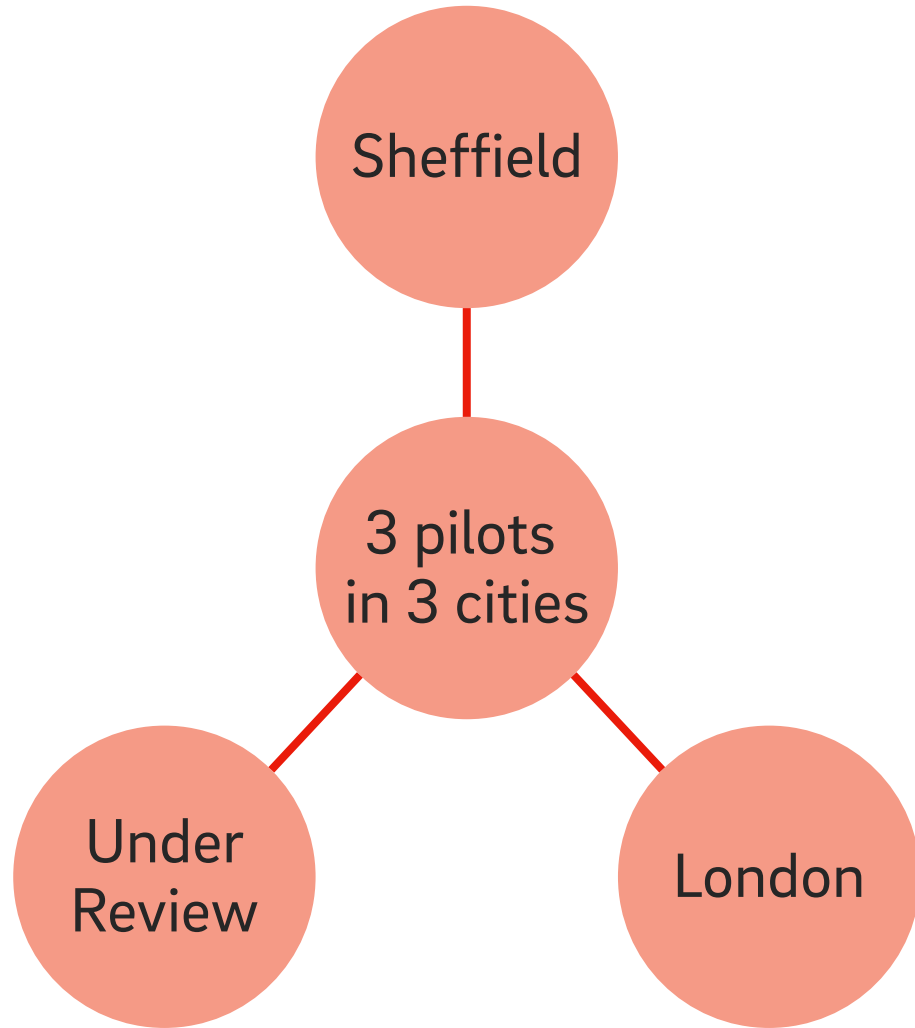 Sheffield
3 pilots
in 3 cities
Under
Review
London